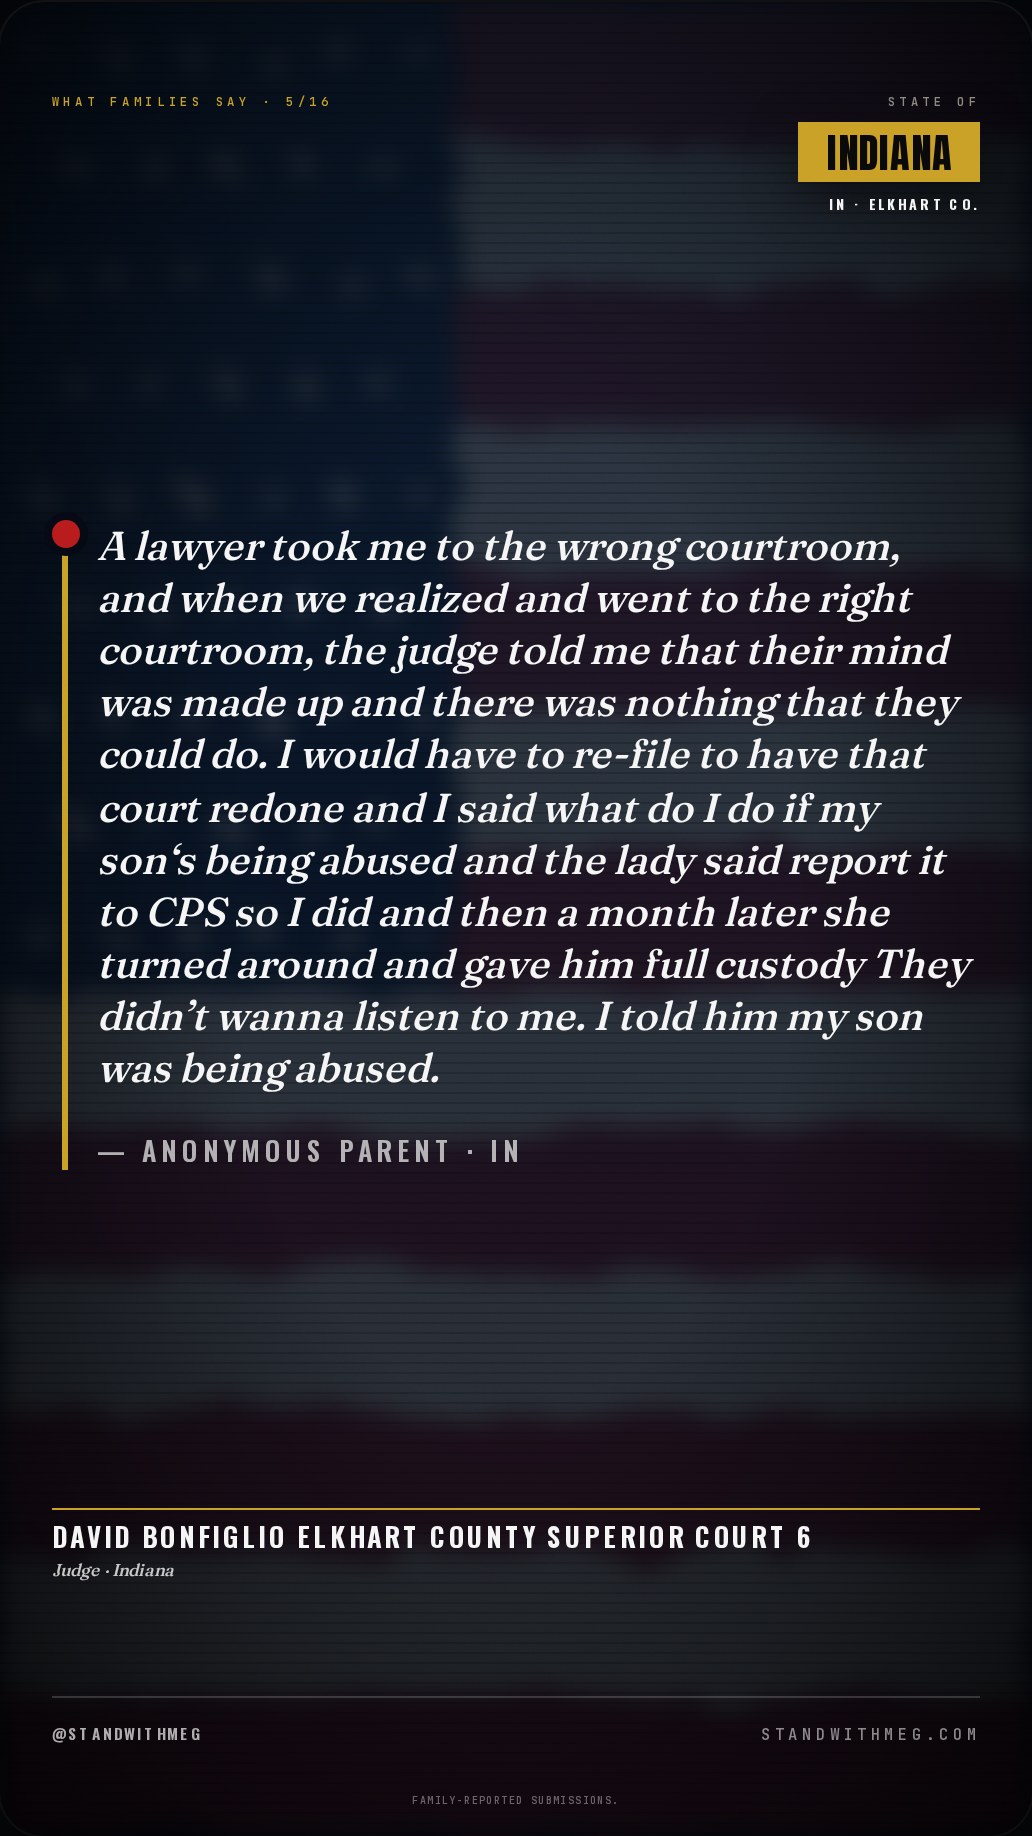 WHAT FAMILIES SAY · 5/16
STATE OF
INDIANA
IN · ELKHART CO.
A lawyer took me to the wrong courtroom,
and when we realized and went to the right
courtroom, the judge told me that their mind
was made up and there was nothing that they
could do. I would have to re-file to have that
court redone and I said what do I do if my
son‘s being abused and the lady said report it
to CPS so I did and then a month later she
turned around and gave him full custody They
didn’t wanna listen to me. I told him my son
was being abused.
— ANONYMOUS PARENT · IN
DAVID BONFIGLIO ELKHART COUNTY SUPERIOR COURT 6
Judge · Indiana
@STANDWITHMEG
STANDWITHMEG.COM
FAMILY-REPORTED SUBMISSIONS.